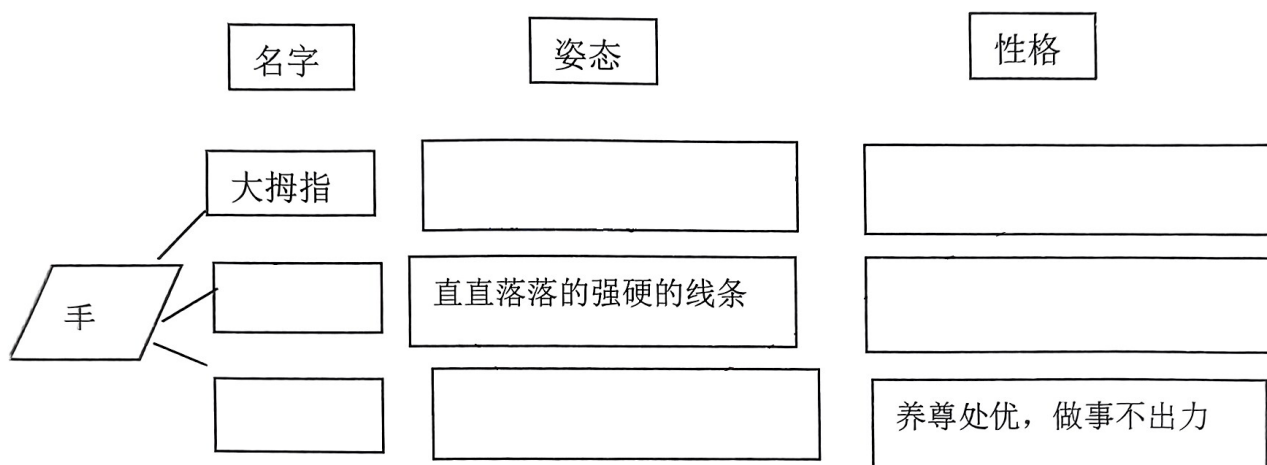 名字
姿态
性格
大拇指
手
直直落落的强硬的线条
养尊处优，做事不出力